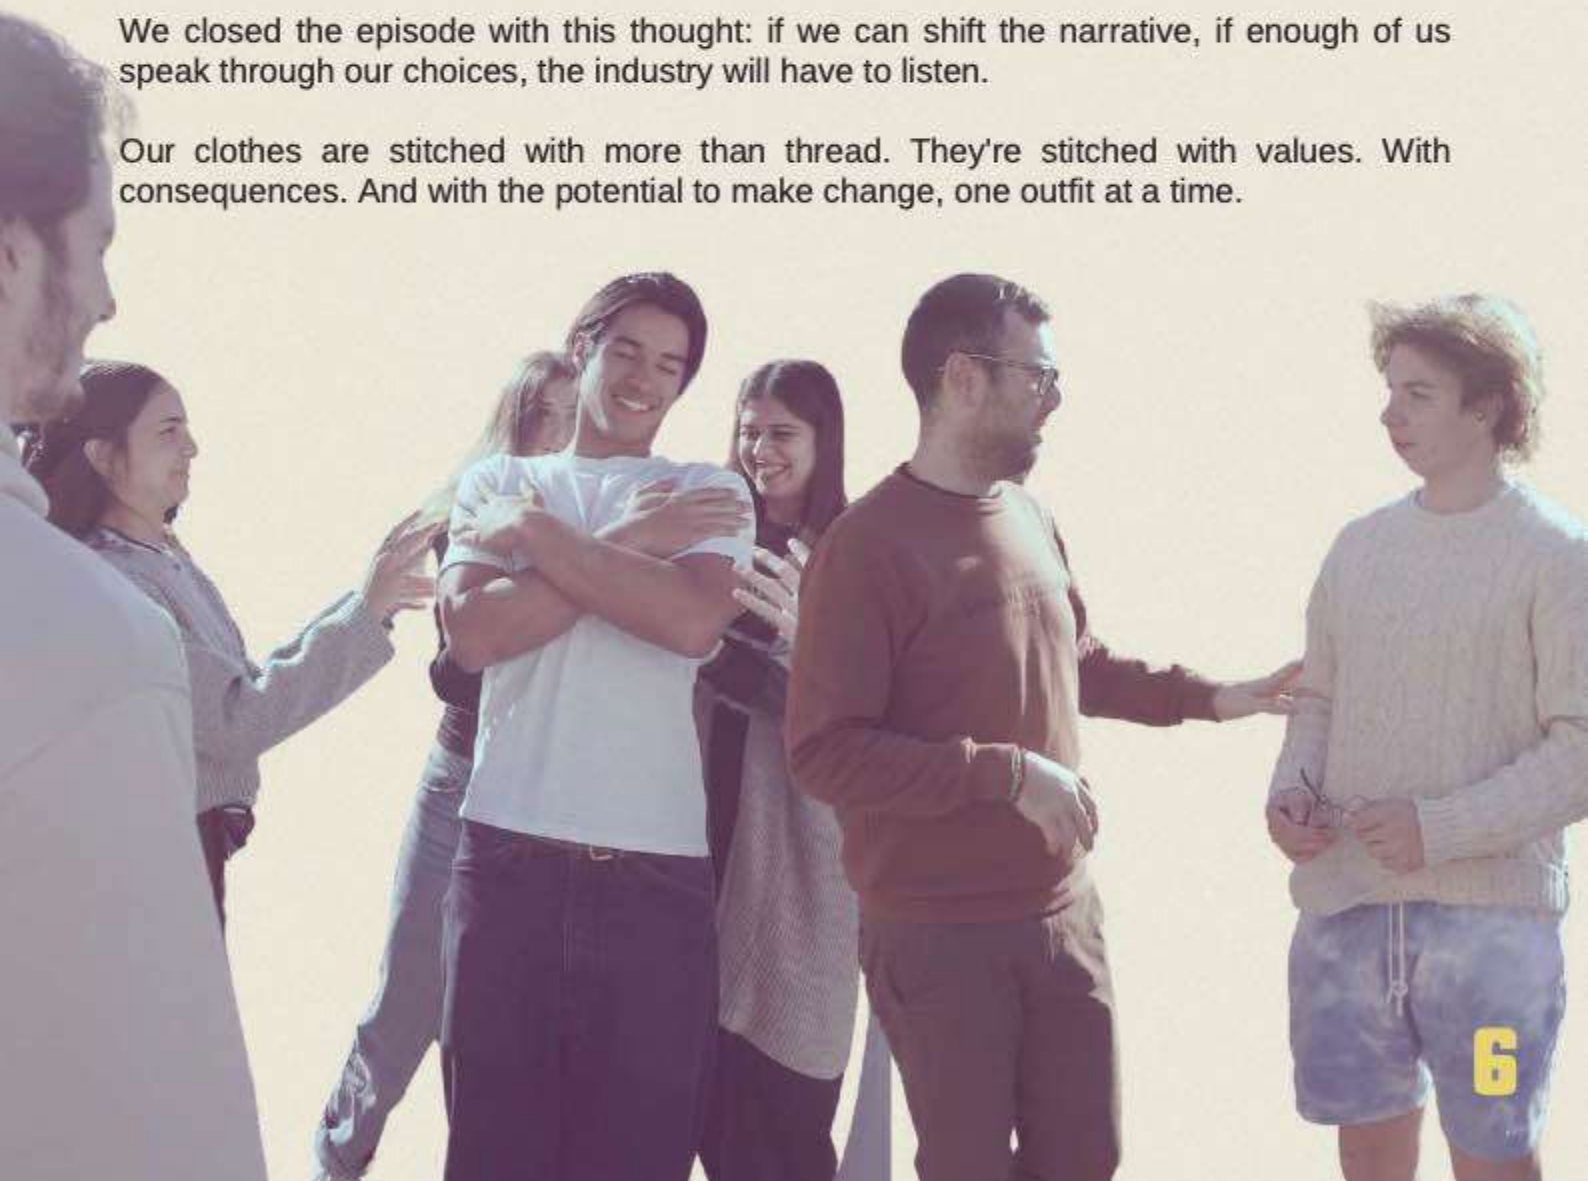 We closed the episode with this thought: if we can shift the narrative, if enough of us
speak through our choices, the industry will have to listen.
Our clothes are stitched with more than thread. They're stitched with values. With
consequences. And with the potential to make change, one outfit at a time.
6